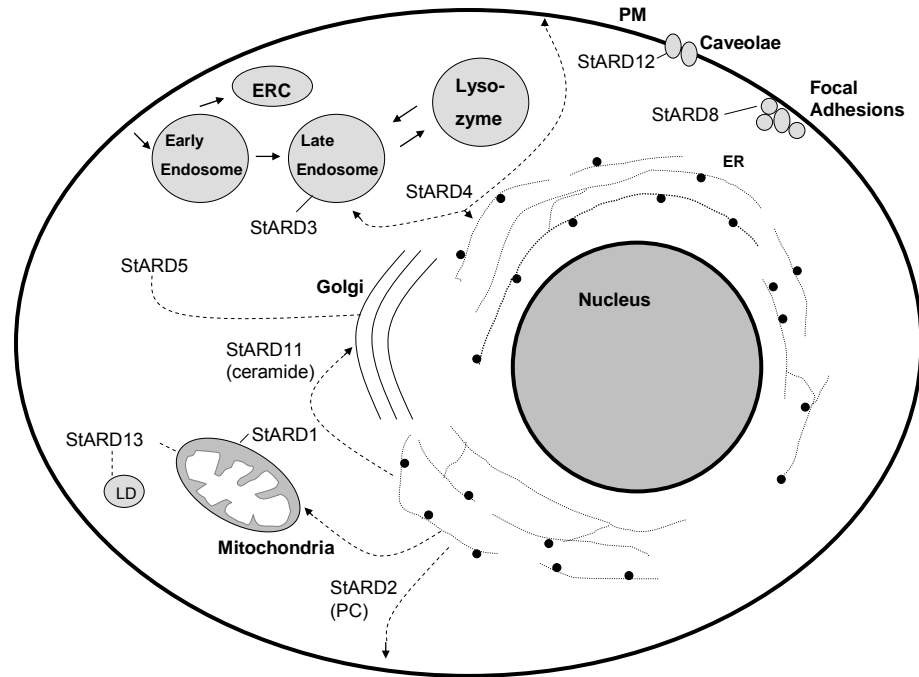 PM
Caveolae
StARD12
Focal
Adhesions
StARD8
ERC
Lyso-
zyme
Early
Endosome
Late
Endosome
ER
StARD4
StARD3
StARD5
Golgi
Nucleus
StARD11
(ceramide)
StARD1
StARD13
LD
Mitochondria
StARD2
(PC)